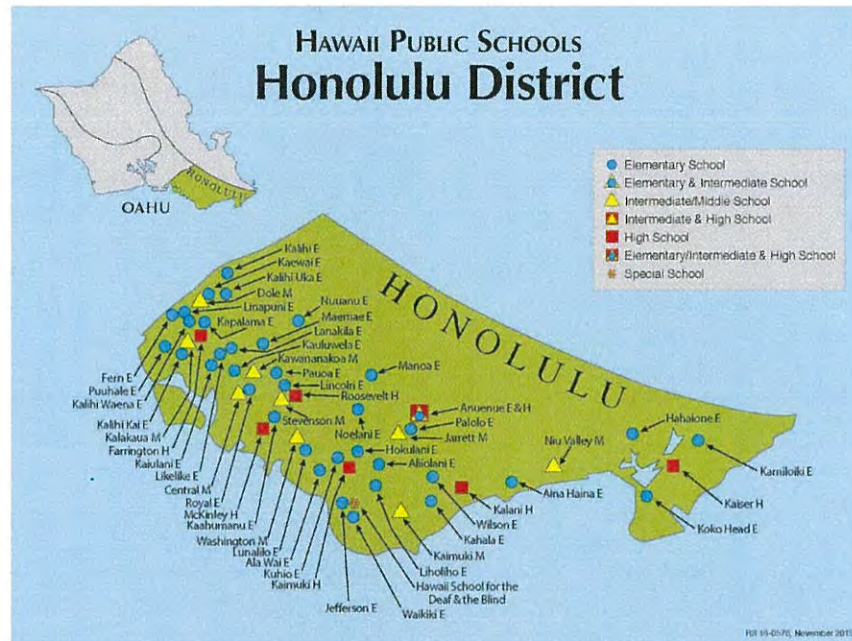 HAWAII PUBLIC SCHOOLS
Honolulu District
HONOLULU
OAHU
Elementary School
Elementary & Intermediate School
Intermediate/Middle School
Intermediate & High School
High School
Elementary/Intermediate & High School
Special School
HONOLULU
Kalihi E
Kaewai E
Kalihi Uka E
Dole M
Linapuni E
Kapalama E
Nuuanu E
Maemae E
Lanakila E
Kauluwela E
Kawananakoa M
Pauoa E
Lincoln E
Roosevelt H
Manoa E
Anuenue E & H
Palolo E
Jarrett M
Niu Valley M
Hahaione E
Kamiloiki E
Kaiser H
Koko Head E
Fern E
Puuhale E
Kalihi Waena E
Kalihi Kai E
Kalakaua M
Farrington H
Kaiulani E
Likelike E
Central M
Royal E
McKinley H
Kaahumanu E
Washington M
Lunalilo E
Ala Wai E
Kuhio E
Kaimuki H
Jefferson E
Waikiki E
Stevenson M
Noelani E
Hokulani E
Aliiolani E
Aina Haina E
Kalani H
Wilson E
Kahala E
Kaimuki M
Liholiho E
Hawaii School for the
Deaf & the Blind